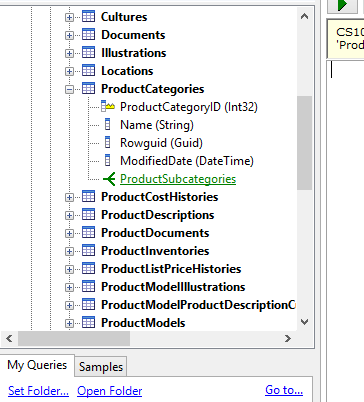 Cultures
Documents
Illustrations
Locations
ProductCategories
ProductCategoryID (Int32)
Name (String)
Rowguid (Guid)
ModifiedDate (DateTime)
ProductSubcategories
ProductCostHistories
ProductDescriptions
ProductDocuments
ProductInventories
ProductListPriceHistories
ProductModelIllustrations
ProductModelProductDescriptionC
ProductModels
My Queries Samples
Set Folder... Open Folder Go to...
CS10
'Prod